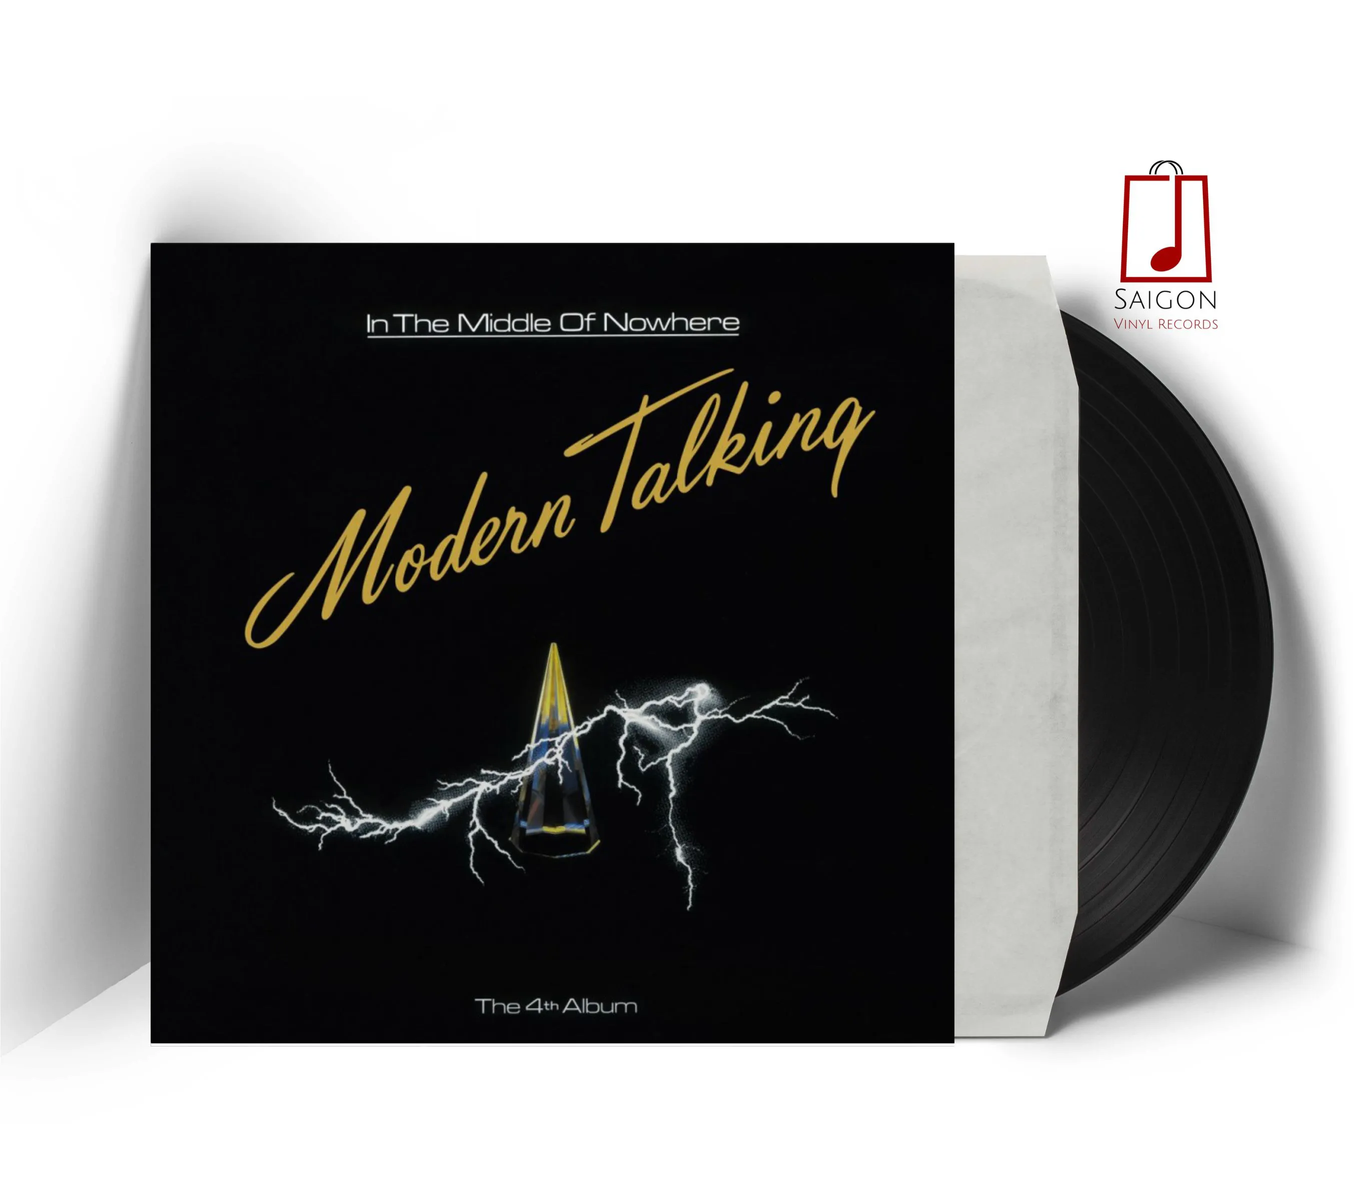 In The Middle Of Nowhere
Modern Talking
The 4th Album
SAIGON
VINYL RECORDS